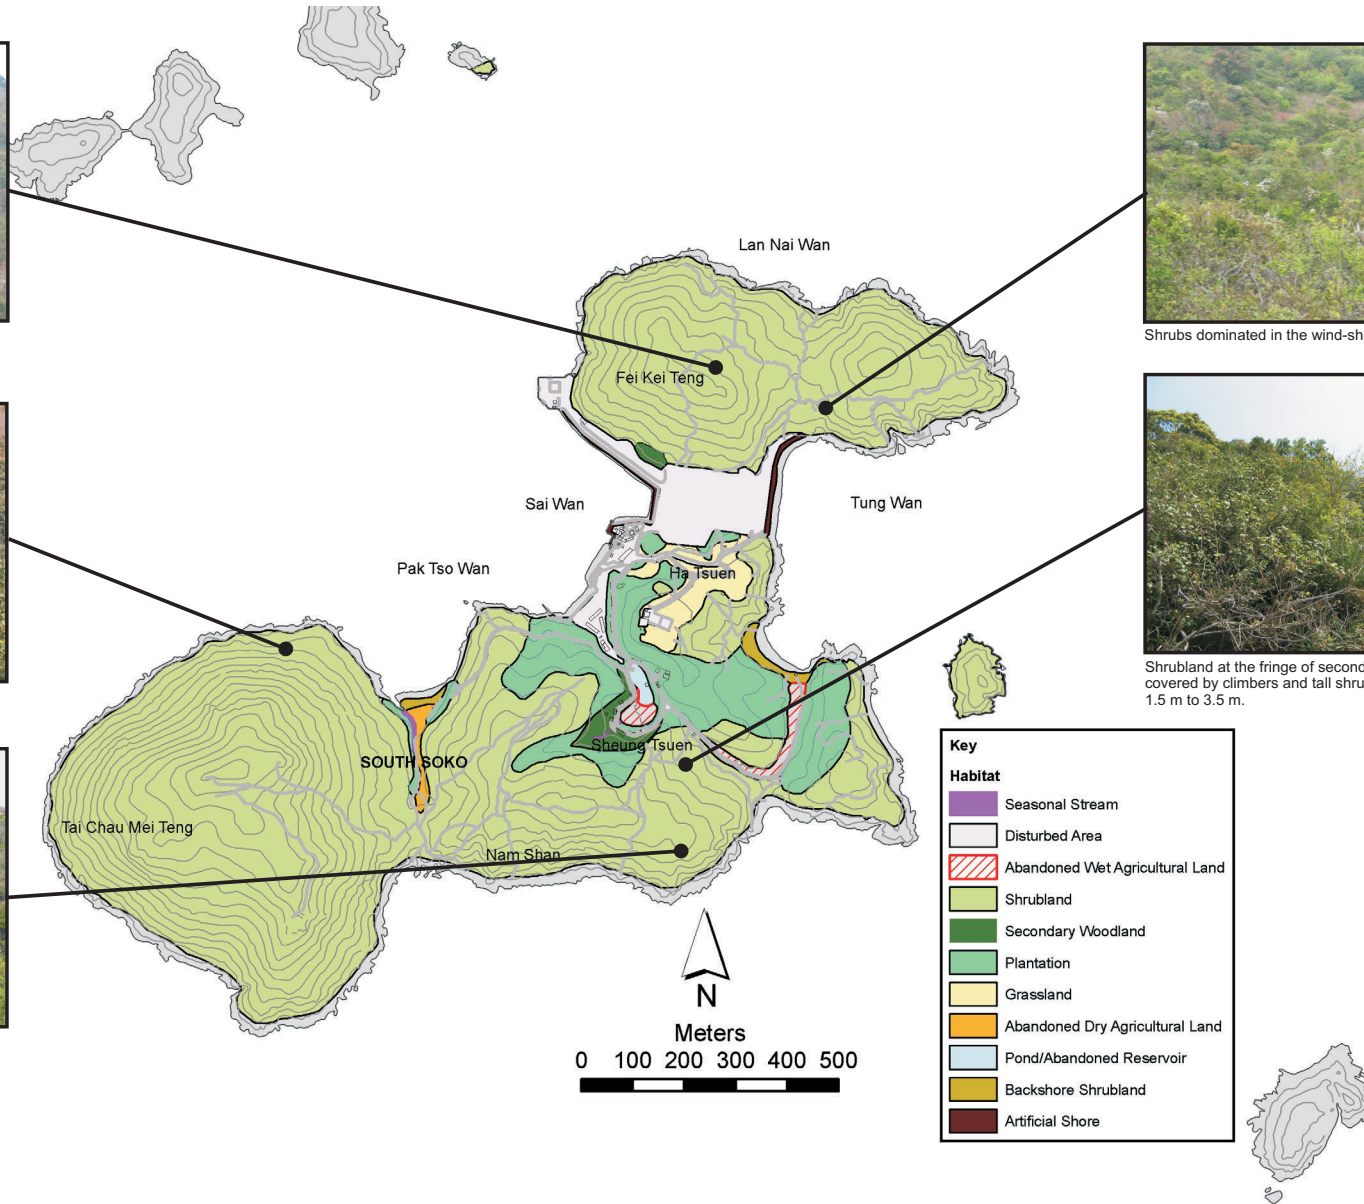 Lan Nai Wan
Shrubs dominated in the wind-sh
Fei Kei Teng
Sai Wan
Tung Wan
Pak Tso Wan
Ha Tsuen
Shrubland at the fringe of second
covered by climbers and tall shru
1.5 m to 3.5 m.
Sheung Tsuen
SOUTH SOKO
Tai Chau Mei Teng
Nam Shan
N
Meters
0 100 200 300 400 500
Key
Habitat
Seasonal Stream
Disturbed Area
Abandoned Wet Agricultural Land
Shrubland
Secondary Woodland
Plantation
Grassland
Abandoned Dry Agricultural Land
Pond/Abandoned Reservoir
Backshore Shrubland
Artificial Shore